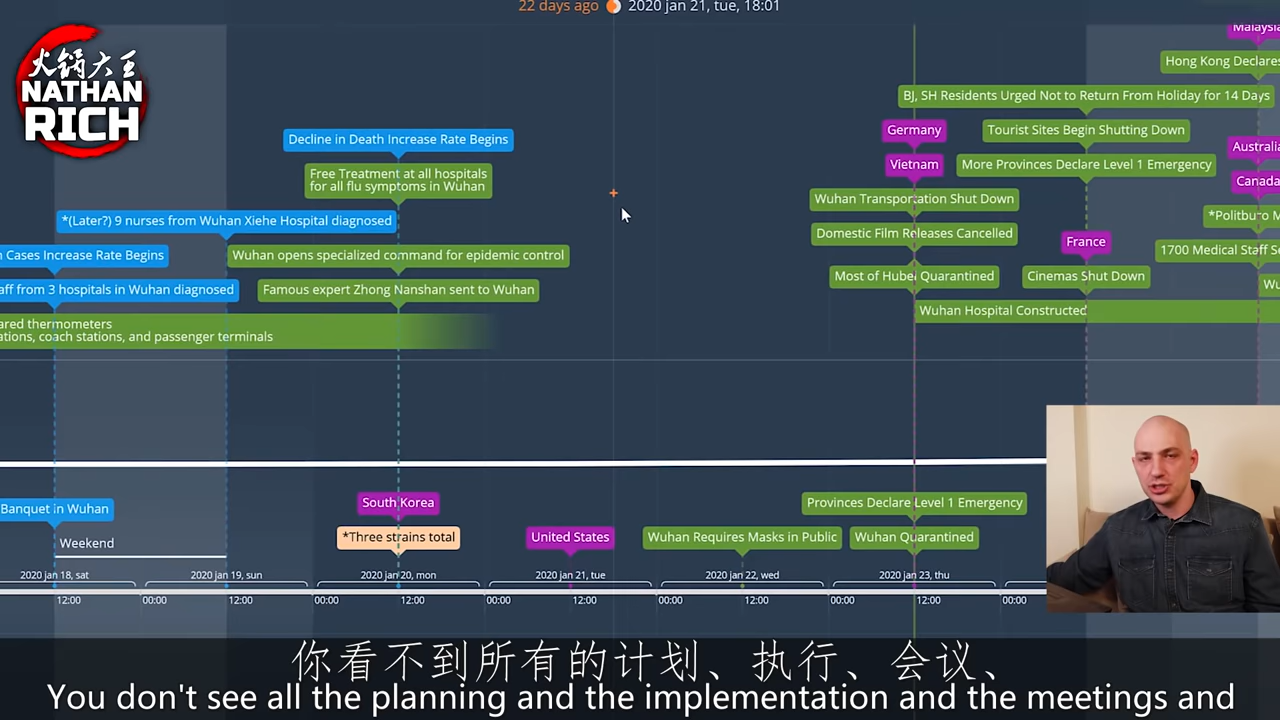 22 days ago 2020 jan 21, tue, 18:01
火锅大王
NATHAN
RICH
Malaysia
Hong Kong Declares
BJ, SH Residents Urged Not to Return From Holiday for 14 Days
Decline in Death Increase Rate Begins
Germany
Tourist Sites Begin Shutting Down
Australia
Free Treatment at all hospitals
for all flu symptoms in Wuhan
Vietnam
More Provinces Declare Level 1 Emergency
Canada
Wuhan Transportation Shut Down
*(Later?) 9 nurses from Wuhan Xiehe Hospital diagnosed
*Politburo M
Domestic Film Releases Cancelled
France
n Cases Increase Rate Begins
Wuhan opens specialized command for epidemic control
1700 Medical Staff Se
Most of Hubei Quarantined
Cinemas Shut Down
aff from 3 hospitals in Wuhan diagnosed
Famous expert Zhong Nanshan sent to Wuhan
Wu
Wuhan Hospital Constructed
ared thermometers
ations, coach stations, and passenger terminals
Banquet in Wuhan
South Korea
Provinces Declare Level 1 Emergency
Weekend
*Three strains total
United States
Wuhan Requires Masks in Public
Wuhan Quarantined
2020 jan 18, sat
2020 jan 19, sun
2020 jan 20, mon
2020 jan 21, tue
2020 jan 22, wed
2020 jan 23, thu
12:00 00:00 12:00 00:00 12:00 00:00 12:00 00:00 12:00 00:00 12:00 00:00
你看不到所有的计划、执行、会议、
You don't see all the planning and the implementation and the meetings and